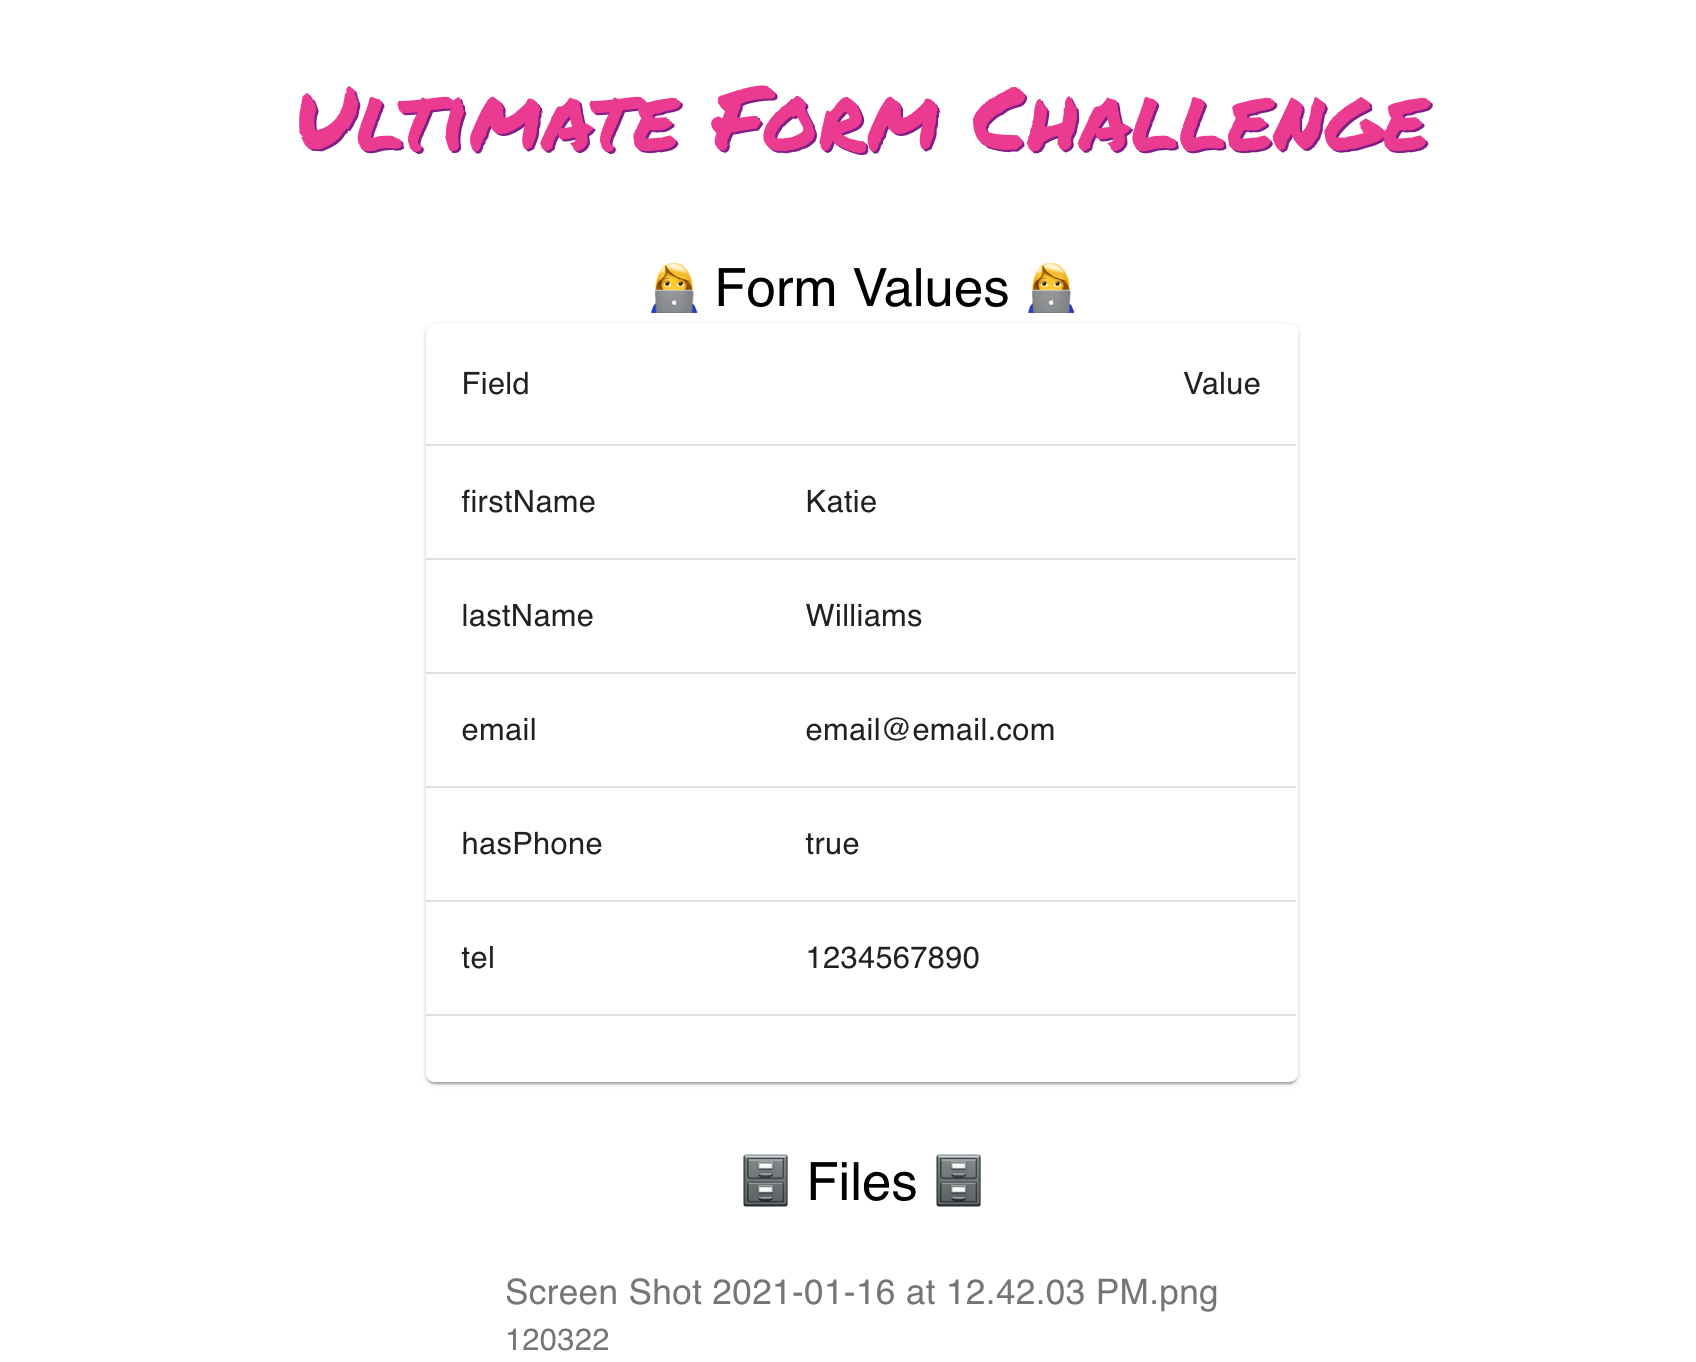 Ultimate Form Challenge
👩‍💻 Form Values 👩‍💻
Field Value
firstName Katie
lastName Williams
email email@email.com
hasPhone true
tel 1234567890
🗄️ Files 🗄️
Screen Shot 2021-01-16 at 12.42.03 PM.png
120322